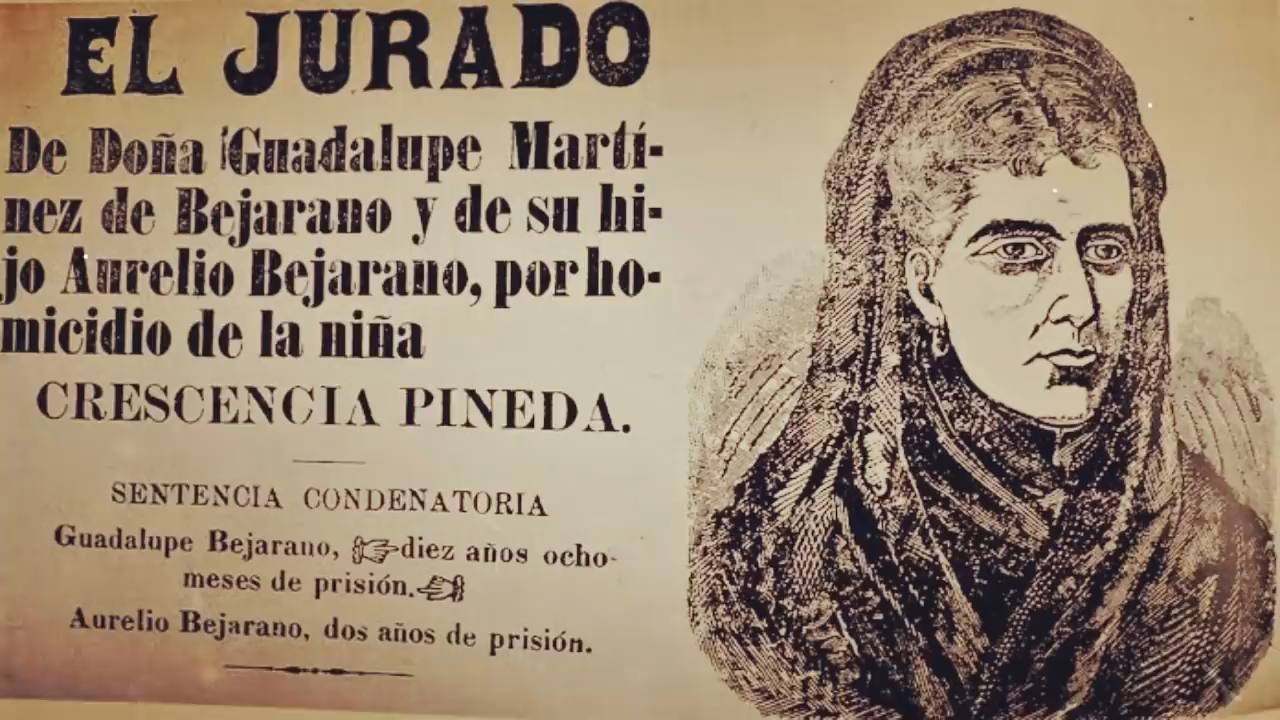 EL JURADO
De Doña Guadalupe Martí-
nez de Bejarano y de su hi-
jo Aurelio Bejarano, por ho-
micidio de la niña
CRESCENCIA PINEDA.
SENTENCIA CONDENATORIA
Guadalupe Bejarano, diez años ocho-
meses de prisión.
Aurelio Bejarano, dos años de prisión.